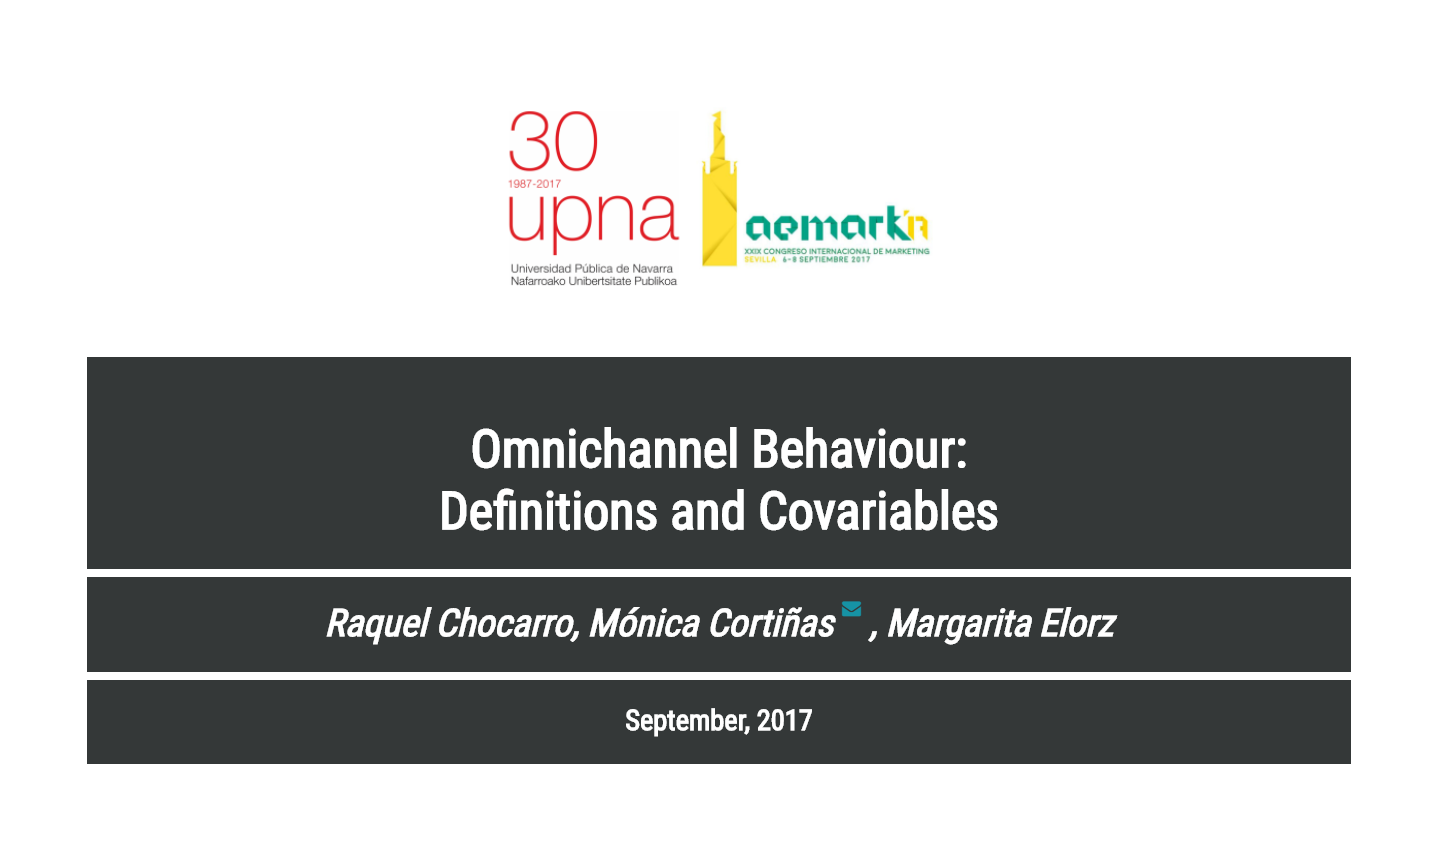 30
1987-2017
upna
Universidad Pública de Navarra
Nafarroako Unibertsitate Publikoa
aemark'17
XXIX CONGRESO INTERNACIONAL DE MARKETING
SEVILLA 6-8 SEPTIEMBRE 2017
Omnichannel Behaviour:
Definitions and Covariables
Raquel Chocarro, Mónica Cortiñas , Margarita Elorz
September, 2017